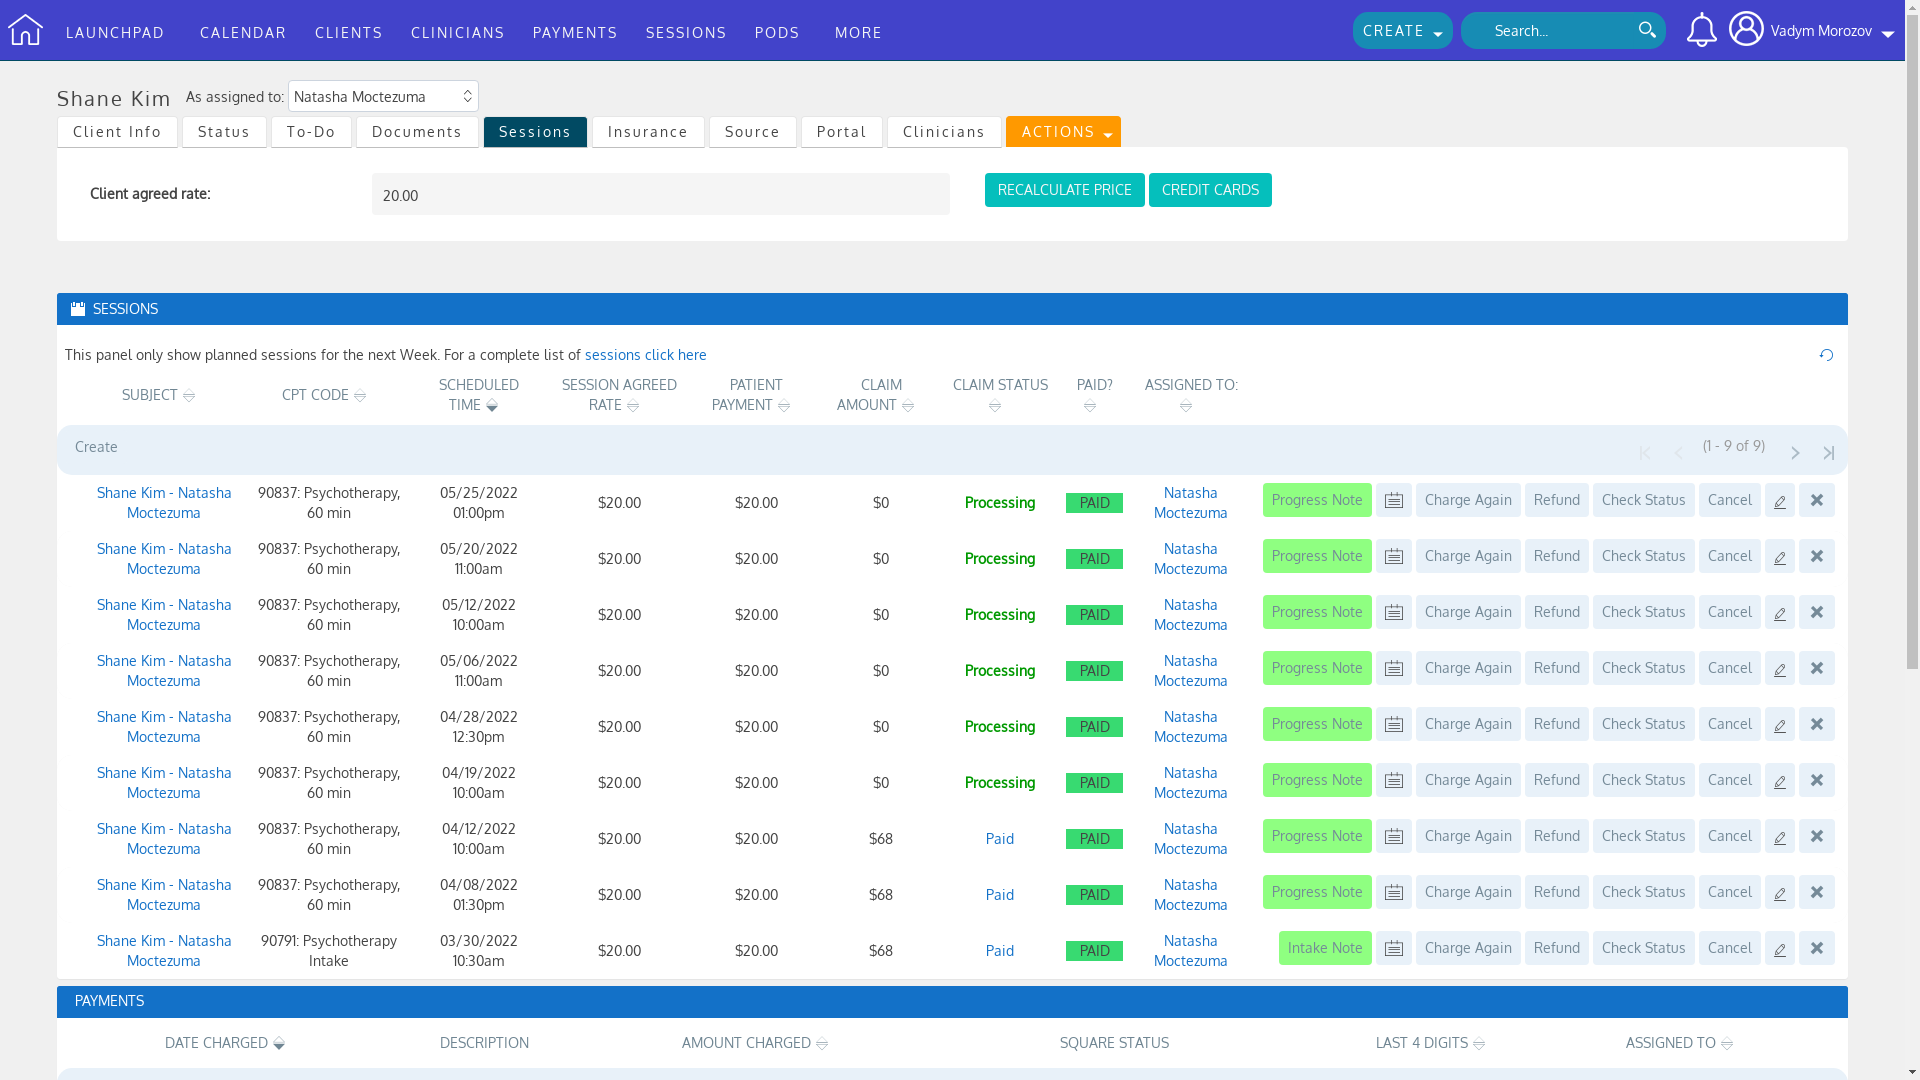 LAUNCHPAD CALENDAR CLIENTS CLINICIANS PAYMENTS SESSIONS PODS MORE CREATE Search... Vadym Morozov
Shane Kim As assigned to: Natasha Moctezuma
Client Info Status To-Do Documents Sessions Insurance Source Portal Clinicians ACTIONS
Client agreed rate: 20.00 RECALCULATE PRICE CREDIT CARDS
SESSIONS
This panel only show planned sessions for the next Week. For a complete list of sessions click here
SUBJECT CPT CODE SCHEDULED TIME SESSION AGREED RATE PATIENT PAYMENT CLAIM AMOUNT CLAIM STATUS PAID? ASSIGNED TO:
Create (1 - 9 of 9)
Shane Kim - Natasha Moctezuma 90837: Psychotherapy, 60 min 05/25/2022 01:00pm $20.00 $20.00 $0 Processing PAID Natasha Moctezuma Progress Note Charge Again Refund Check Status Cancel
Shane Kim - Natasha Moctezuma 90837: Psychotherapy, 60 min 05/20/2022 11:00am $20.00 $20.00 $0 Processing PAID Natasha Moctezuma Progress Note Charge Again Refund Check Status Cancel
Shane Kim - Natasha Moctezuma 90837: Psychotherapy, 60 min 05/12/2022 10:00am $20.00 $20.00 $0 Processing PAID Natasha Moctezuma Progress Note Charge Again Refund Check Status Cancel
Shane Kim - Natasha Moctezuma 90837: Psychotherapy, 60 min 05/06/2022 11:00am $20.00 $20.00 $0 Processing PAID Natasha Moctezuma Progress Note Charge Again Refund Check Status Cancel
Shane Kim - Natasha Moctezuma 90837: Psychotherapy, 60 min 04/28/2022 12:30pm $20.00 $20.00 $0 Processing PAID Natasha Moctezuma Progress Note Charge Again Refund Check Status Cancel
Shane Kim - Natasha Moctezuma 90837: Psychotherapy, 60 min 04/19/2022 10:00am $20.00 $20.00 $0 Processing PAID Natasha Moctezuma Progress Note Charge Again Refund Check Status Cancel
Shane Kim - Natasha Moctezuma 90837: Psychotherapy, 60 min 04/12/2022 10:00am $20.00 $20.00 $68 Paid PAID Natasha Moctezuma Progress Note Charge Again Refund Check Status Cancel
Shane Kim - Natasha Moctezuma 90837: Psychotherapy, 60 min 04/08/2022 01:30pm $20.00 $20.00 $68 Paid PAID Natasha Moctezuma Progress Note Charge Again Refund Check Status Cancel
Shane Kim - Natasha Moctezuma 90791: Psychotherapy Intake 03/30/2022 10:30am $20.00 $20.00 $68 Paid PAID Natasha Moctezuma Intake Note Charge Again Refund Check Status Cancel
PAYMENTS
DATE CHARGED DESCRIPTION AMOUNT CHARGED SQUARE STATUS LAST 4 DIGITS ASSIGNED TO